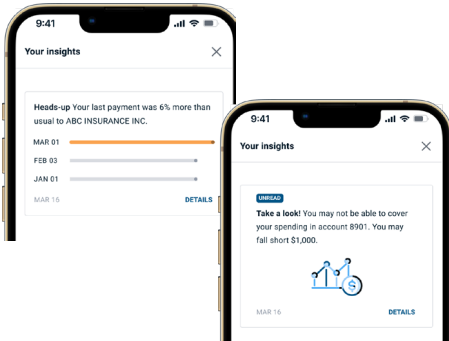 9:41
Your insights
Heads-up Your last payment was 6% more than
usual to ABC INSURANCE INC.
MAR 01
FEB 03
JAN 01
MAR 16
DETAILS
9:41
Your insights
UNREAD
Take a look! You may not be able to cover
your spending in account 8901. You may
fall short $1,000.
$
MAR 16
DETAILS